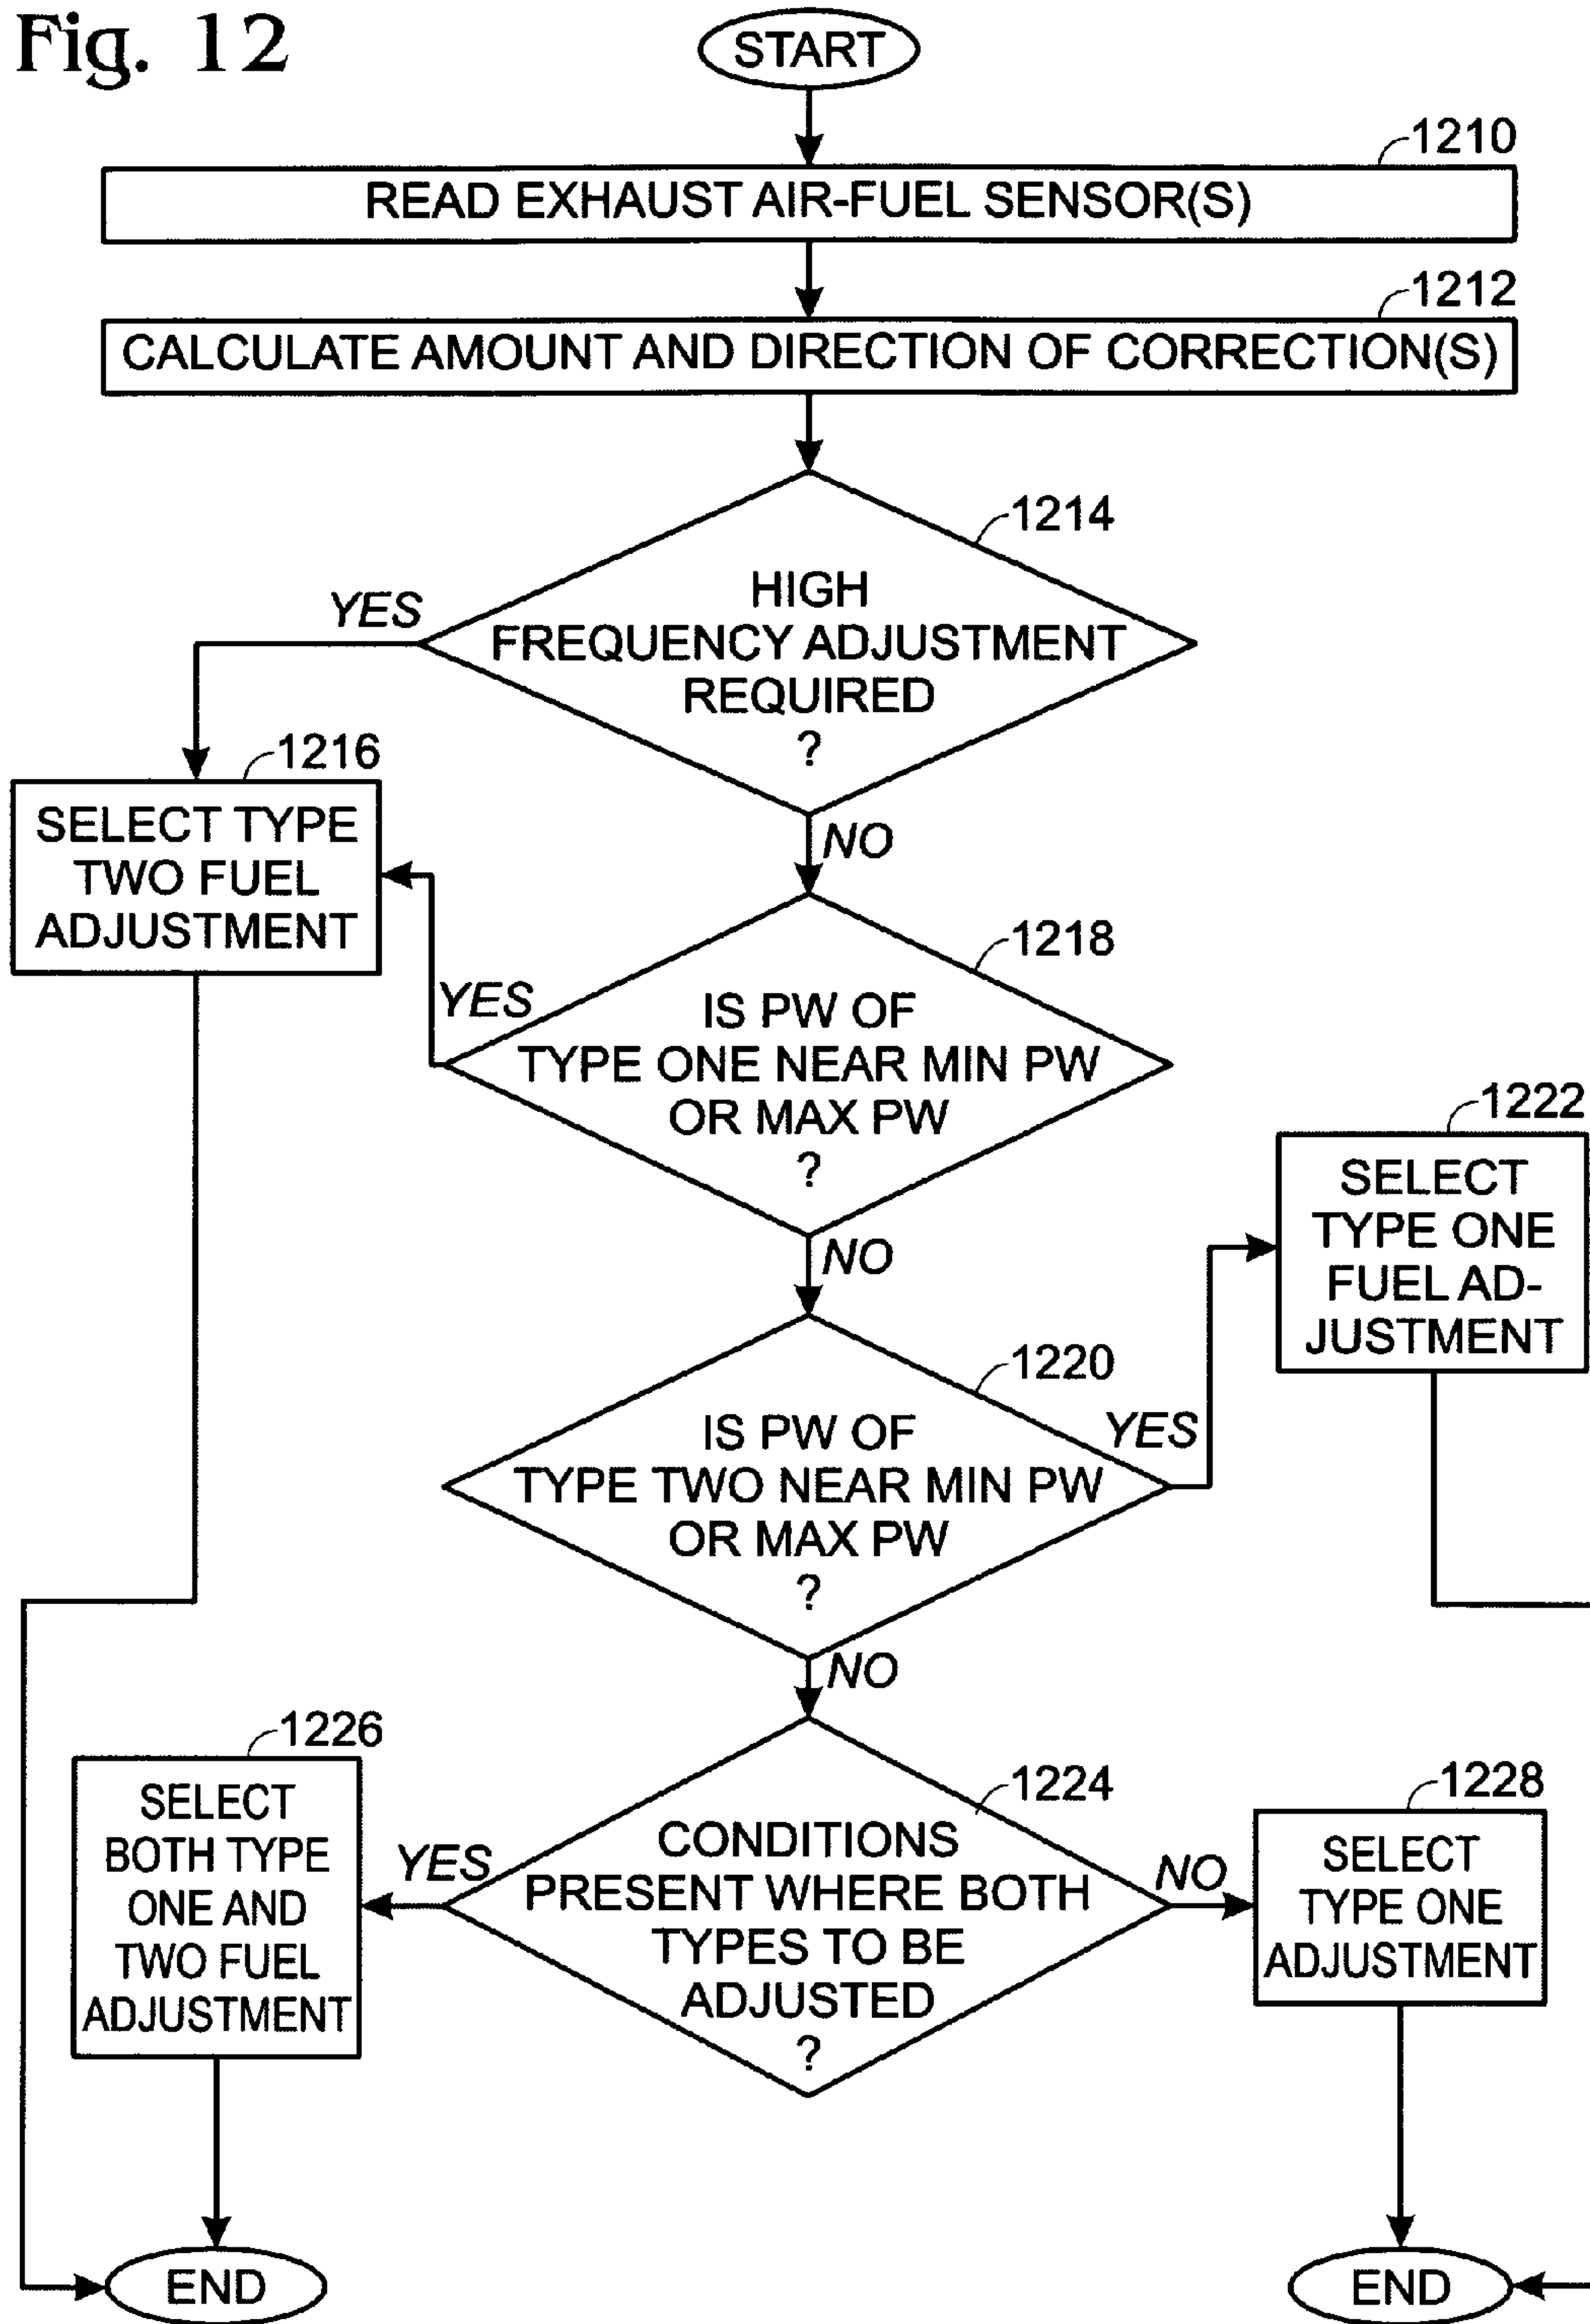 Fig. 12
START
1210
READ EXHAUST AIR-FUEL SENSOR(S)
1212
CALCULATE AMOUNT AND DIRECTION OF CORRECTION(S)
1214
HIGH
FREQUENCY ADJUSTMENT
REQUIRED
?
YES
NO
1216
SELECT TYPE
TWO FUEL
ADJUSTMENT
1218
IS PW OF
TYPE ONE NEAR MIN PW
OR MAX PW
?
YES
NO
1222
SELECT
TYPE ONE
FUEL AD-
JUSTMENT
1220
IS PW OF
TYPE TWO NEAR MIN PW
OR MAX PW
?
YES
NO
1226
SELECT
BOTH TYPE
ONE AND
TWO FUEL
ADJUSTMENT
1224
CONDITIONS
PRESENT WHERE BOTH
TYPES TO BE
ADJUSTED
?
YES
NO
1228
SELECT
TYPE ONE
ADJUSTMENT
END
END